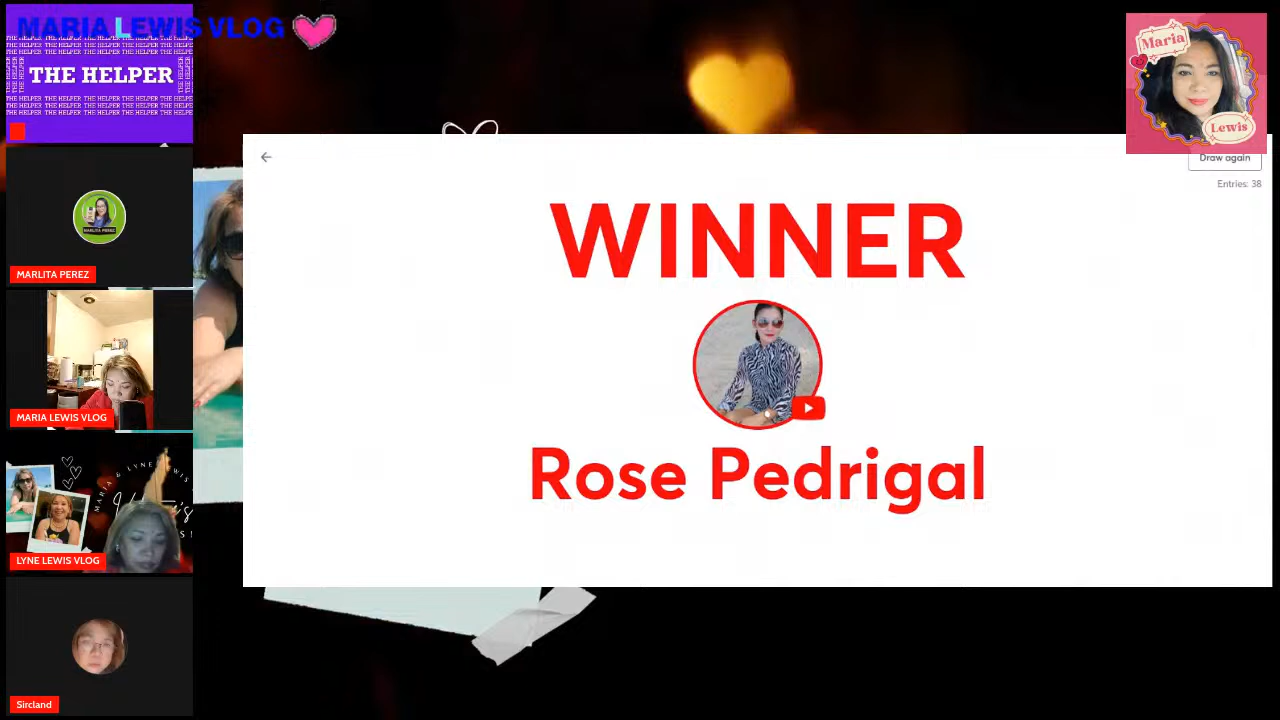 MARIA LEWIS VLOG
THE HELPER
MARLITA PEREZ
MARIA LEWIS VLOG
LYNE LEWIS VLOG
Sircland
Maria
Lewis
Draw again
Entries: 38
WINNER
Rose Pedrigal